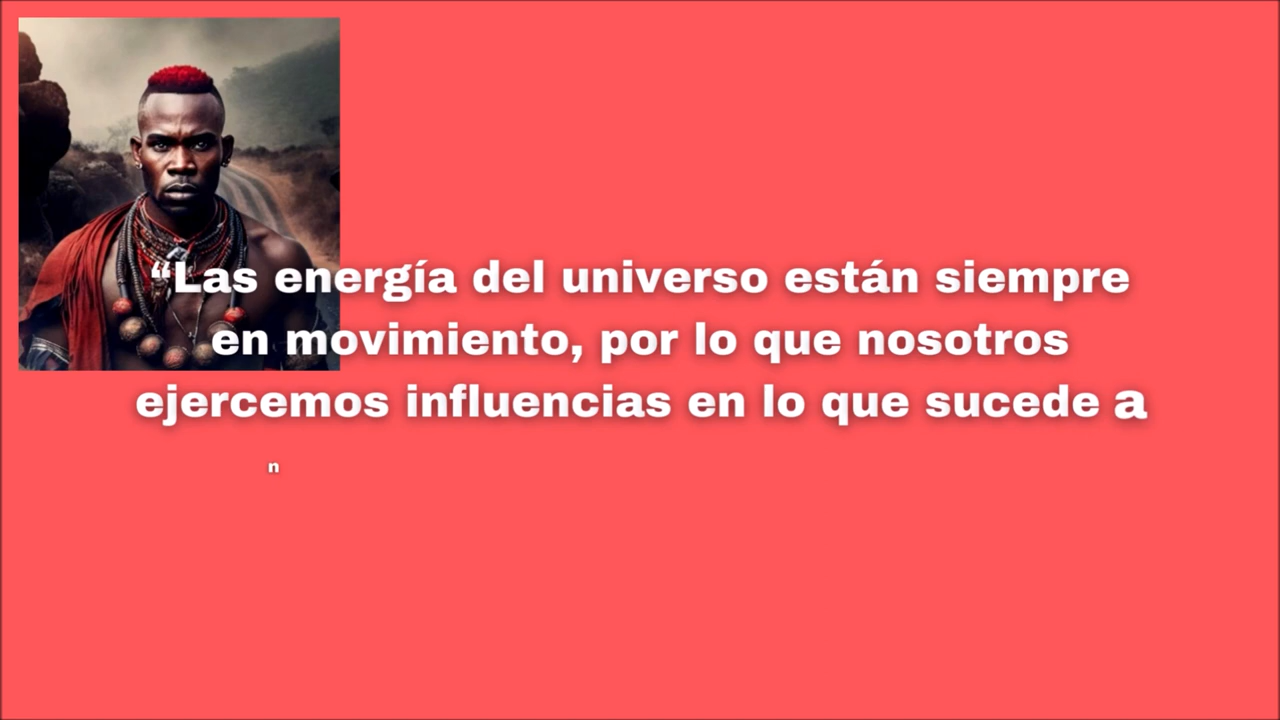 “Las energía del universo están siempre
en movimiento, por lo que nosotros
ejercemos influencias en lo que sucede a
n